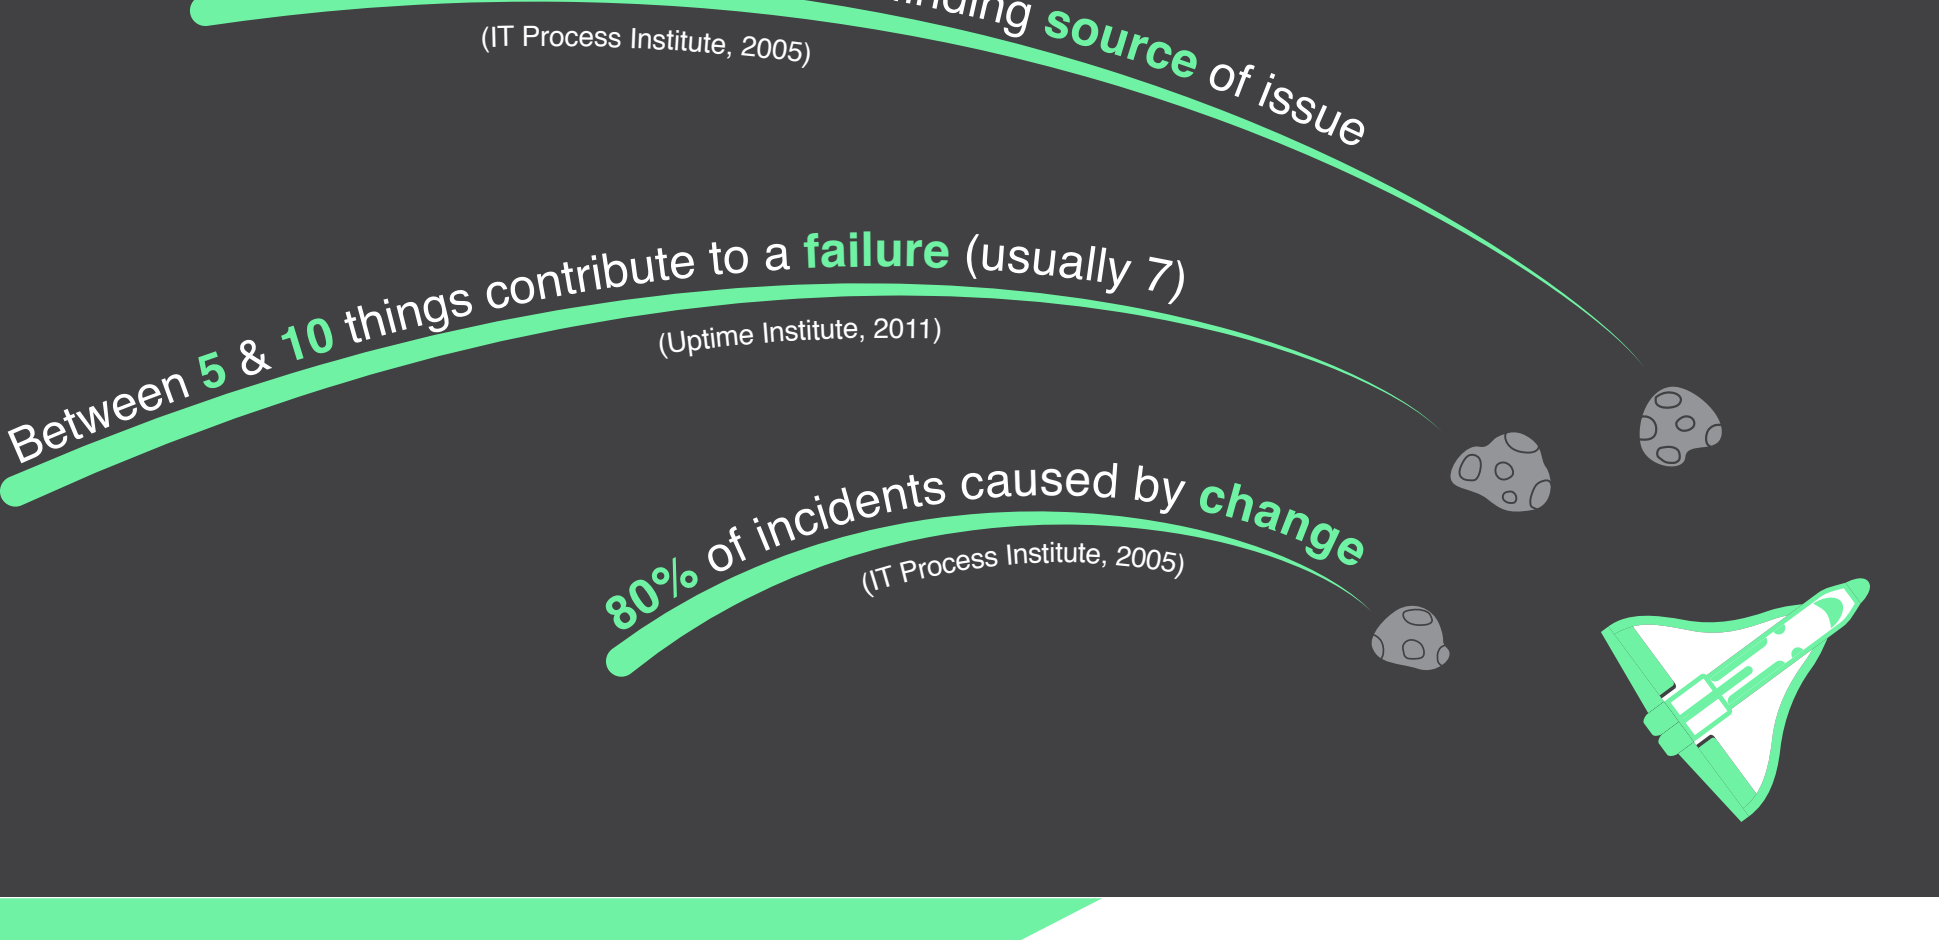 source of issue
(IT Process Institute, 2005)
Between 5 & 10 things contribute to a failure (usually 7)
(Uptime Institute, 2011)
80% of incidents caused by change
(IT Process Institute, 2005)